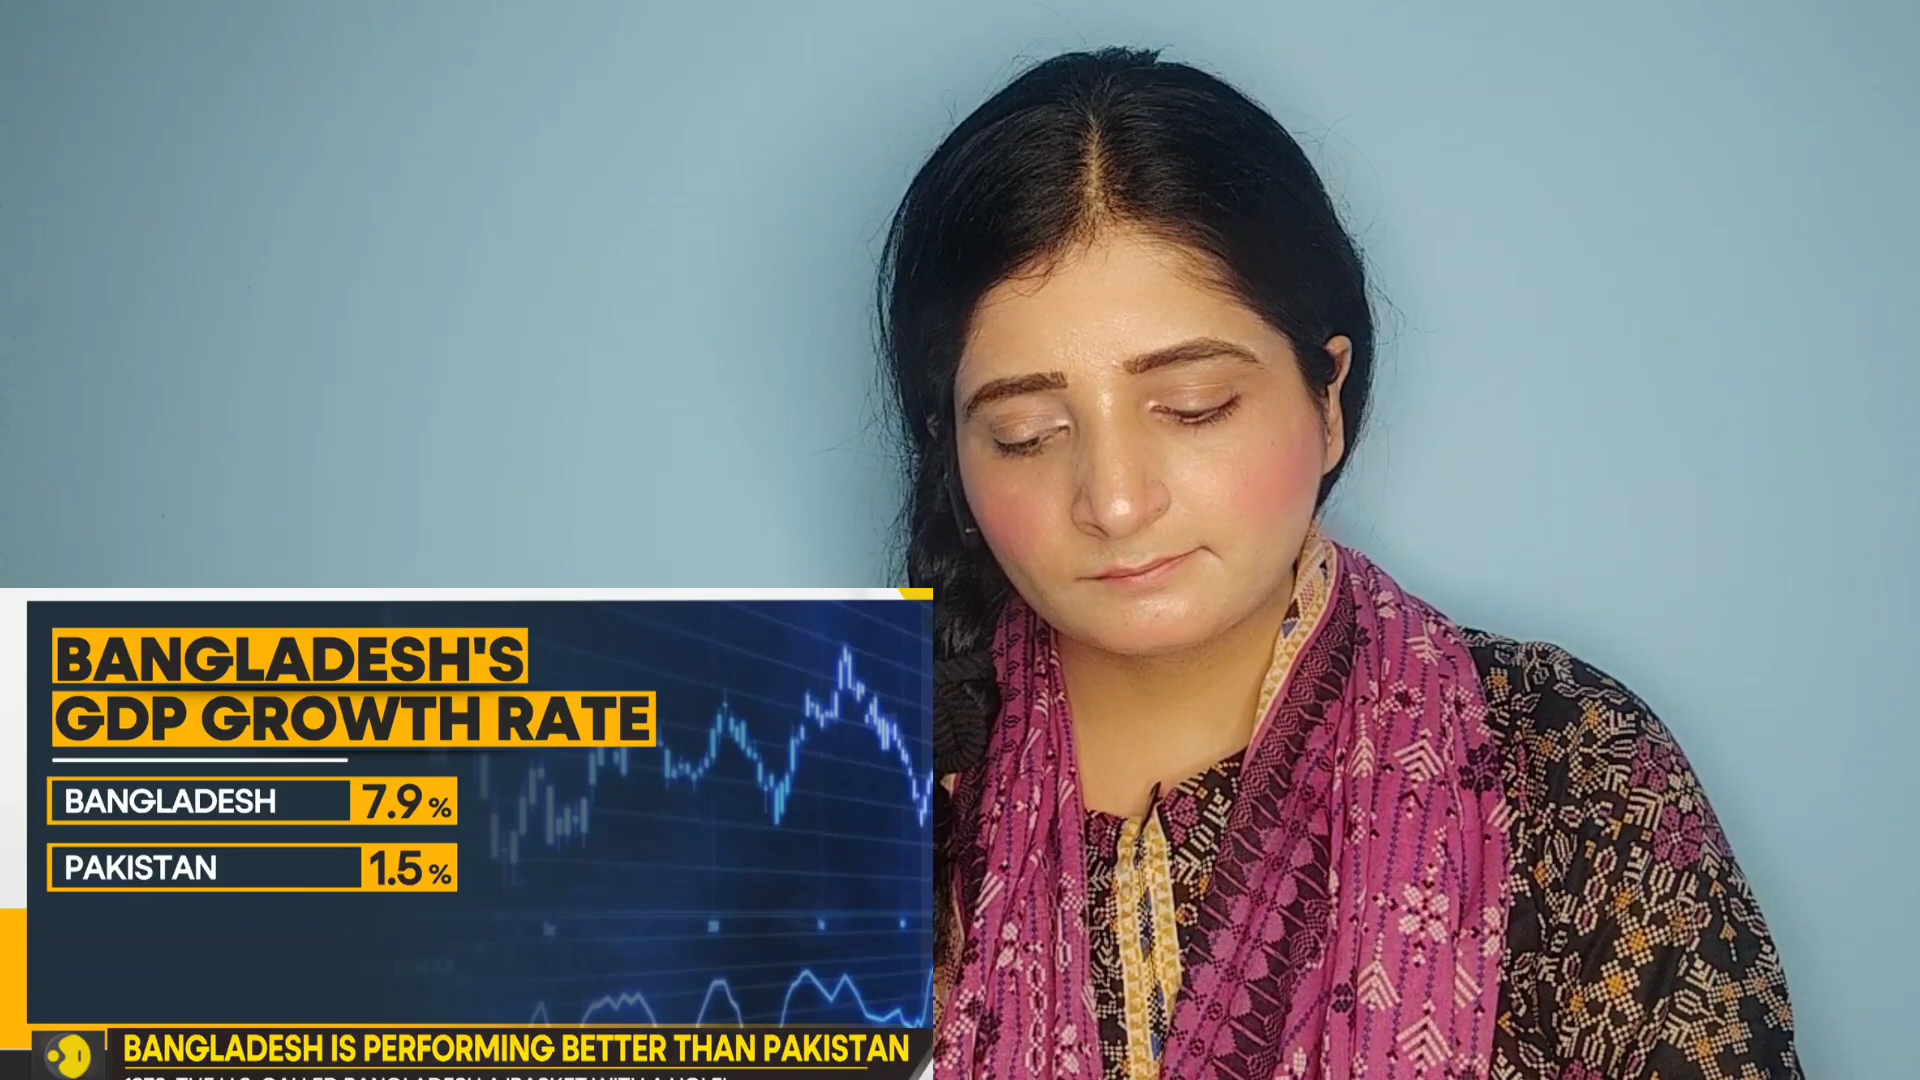 BANGLADESH'S
GDP GROWTH RATE
BANGLADESH 7.9%
PAKISTAN 1.5%
BANGLADESH IS PERFORMING BETTER THAN PAKISTAN